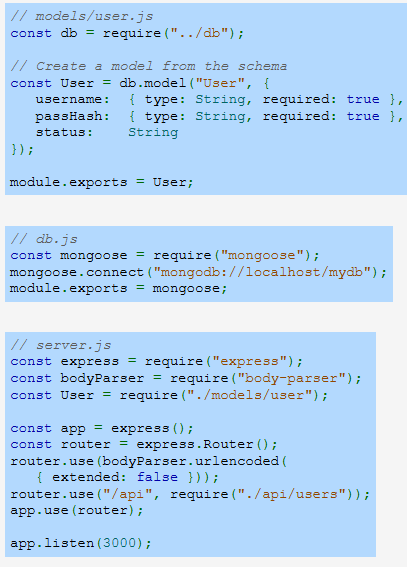 // models/user.js
const db = require("../db");
// Create a model from the schema
const User = db.model("User", {
   username:  { type: String, required: true },
   passHash:  { type: String, required: true },
   status:    String
});
module.exports = User;
// db.js
const mongoose = require("mongoose");
mongoose.connect("mongodb://localhost/mydb");
module.exports = mongoose;
// server.js
const express = require("express");
const bodyParser = require("body-parser");
const User = require("./models/user");
const app = express();
const router = express.Router();
router.use(bodyParser.urlencoded(
   { extended: false }));
router.use("/api", require("./api/users"));
app.use(router);
app.listen(3000);